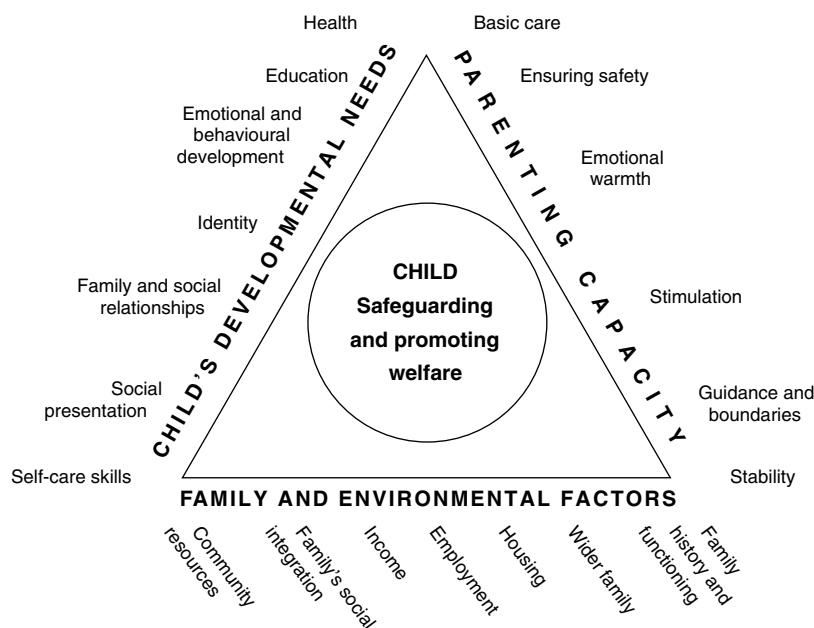 Health
Education
Emotional and
behavioural
development
Identity
Family and social
relationships
Social
presentation
Self-care skills
CHILD'S DEVELOPMENTAL NEEDS
Basic care
Ensuring safety
Emotional
warmth
Stimulation
Guidance and
boundaries
Stability
PARENTING CAPACITY
CHILD
Safeguarding
and promoting
welfare
FAMILY AND ENVIRONMENTAL FACTORS
Community
resources
Family's social
integration
Income
Employment
Housing
Wider family
Family
history and
functioning